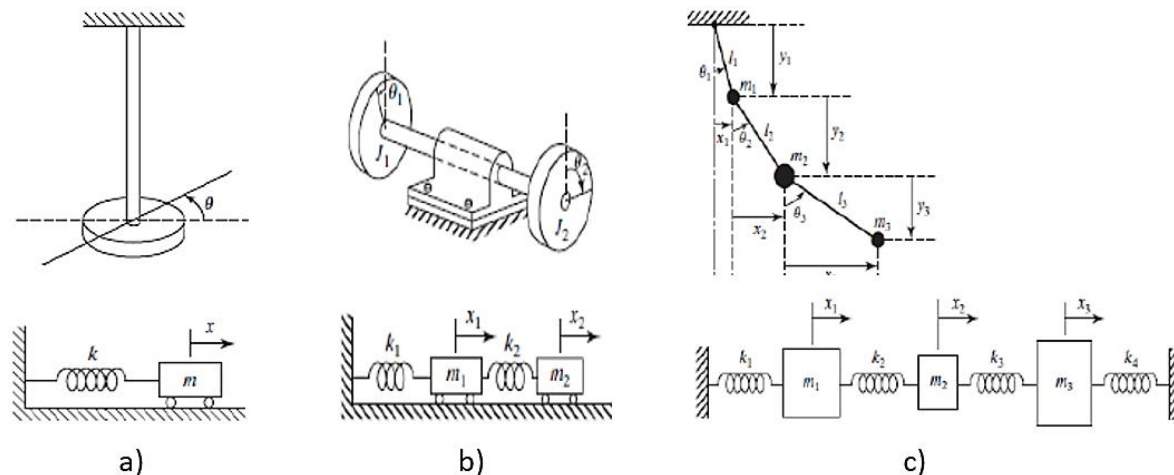 θ
θ₁
J₁
θ₂
J₂
θ₁
l₁
y₁
m₁
x₁
θ₂
l₂
y₂
m₂
x₂
θ₃
l₃
y₃
m₃
x
k
m
x₁
x₂
k₁
k₂
m₁
m₂
x₁
x₂
x₃
k₁
k₂
k₃
k₄
m₁
m₂
m₃
a)
b)
c)